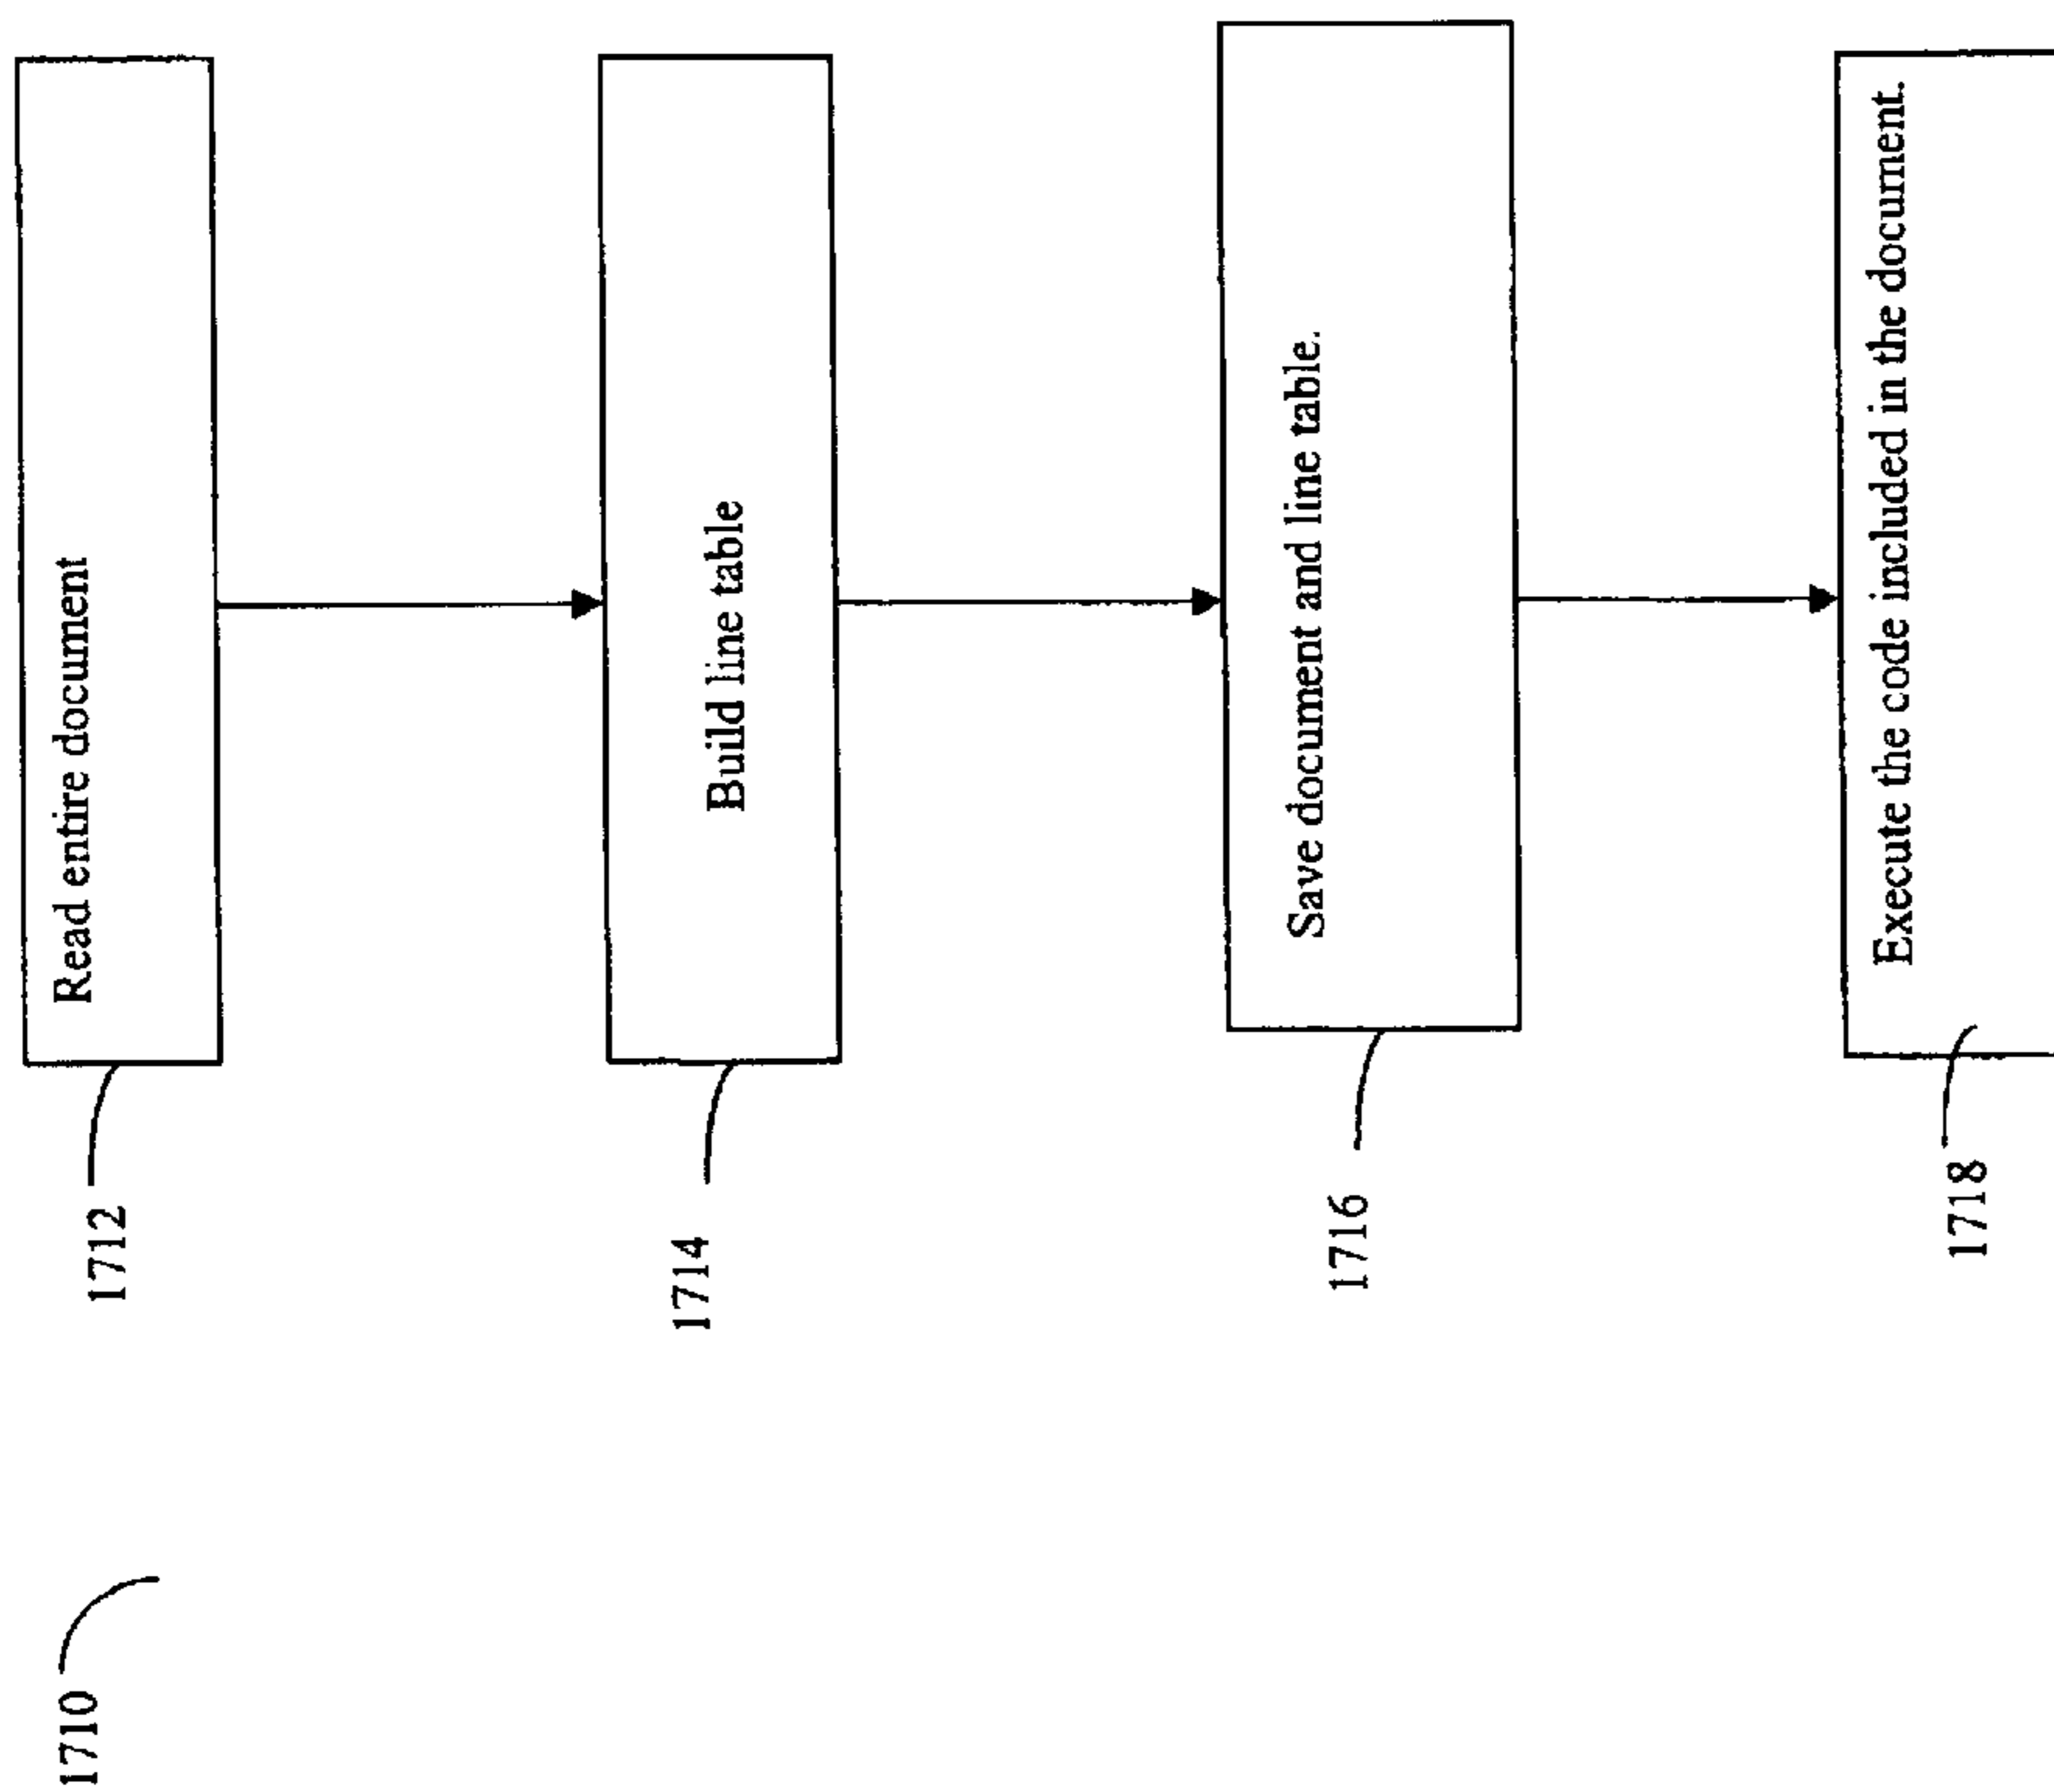 1710
1712
Read entire document
1714
Build line table
1716
Save document and line table.
1718
Execute the code included in the document.